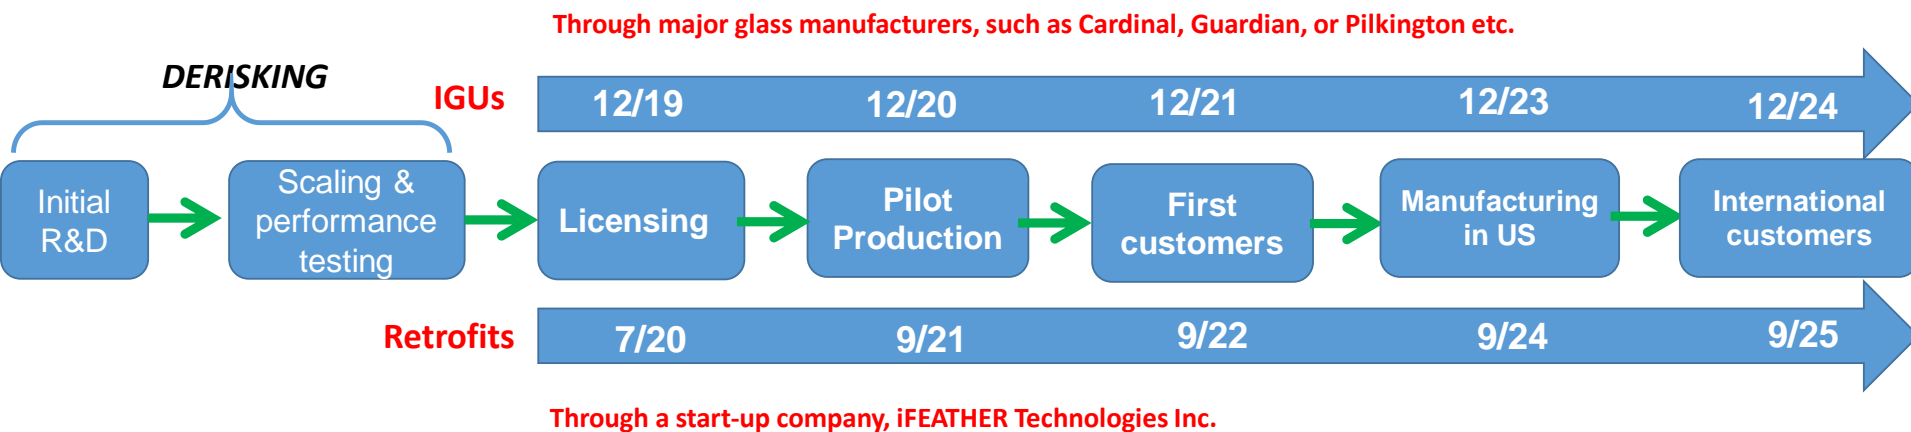 Through major glass manufacturers, such as Cardinal, Guardian, or Pilkington etc.
DERISKING
IGUs
12/19
12/20
12/21
12/23
12/24
Initial
R&D
Scaling &
performance
testing
Licensing
Pilot
Production
First
customers
Manufacturing
in US
International
customers
Retrofits
7/20
9/21
9/22
9/24
9/25
Through a start-up company, iFEATHER Technologies Inc.